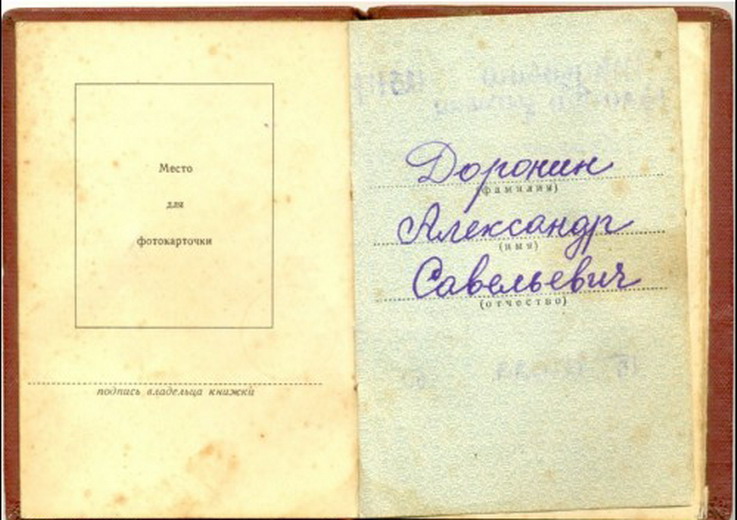 Место
для
фотокарточки
подпись владельца книжки
Доронин
(фамилия)
Александр
(имя)
Савельевич
(отчество)